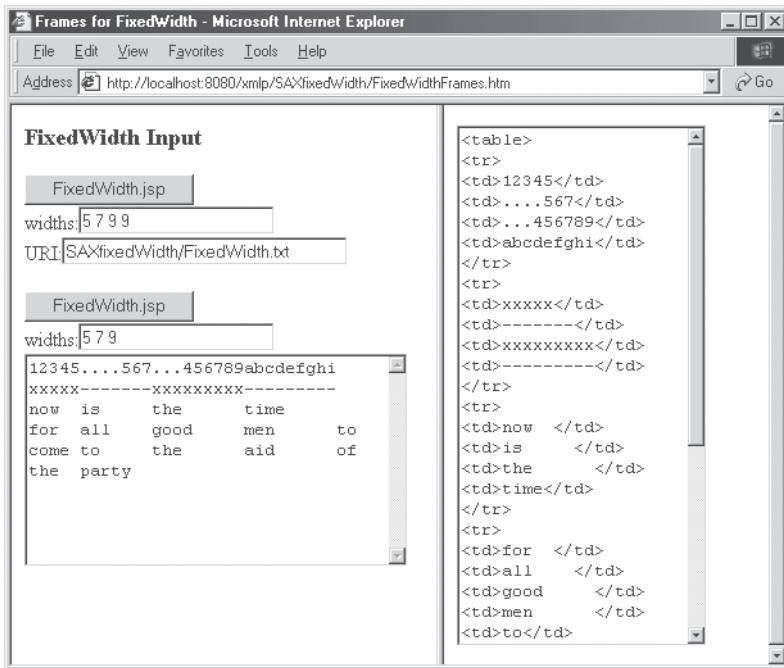 Frames for FixedWidth - Microsoft Internet Explorer
File Edit View Favorites Tools Help
Address http://localhost:8080/xmlp/SAXfixedWidth/FixedWidthFrames.htm Go
FixedWidth Input
FixedWidth.jsp
widths:5 7 9 9
URI:SAXfixedWidth/FixedWidth.txt
FixedWidth.jsp
widths:5 7 9
12345....567...456789abcdefghi
xxxxx-------xxxxxxxxx---------
now  is     the      time
for  all    good     men      to
come to     the      aid      of
the  party
<table>
<tr>
<td>12345</td>
<td>....567</td>
<td>...456789</td>
<td>abcdefghi</td>
</tr>
<tr>
<td>xxxxx</td>
<td>-------</td>
<td>xxxxxxxxx</td>
<td>---------</td>
</tr>
<tr>
<td>now  </td>
<td>is     </td>
<td>the      </td>
<td>time</td>
</tr>
<tr>
<td>for  </td>
<td>all    </td>
<td>good     </td>
<td>men      </td>
<td>to</td>